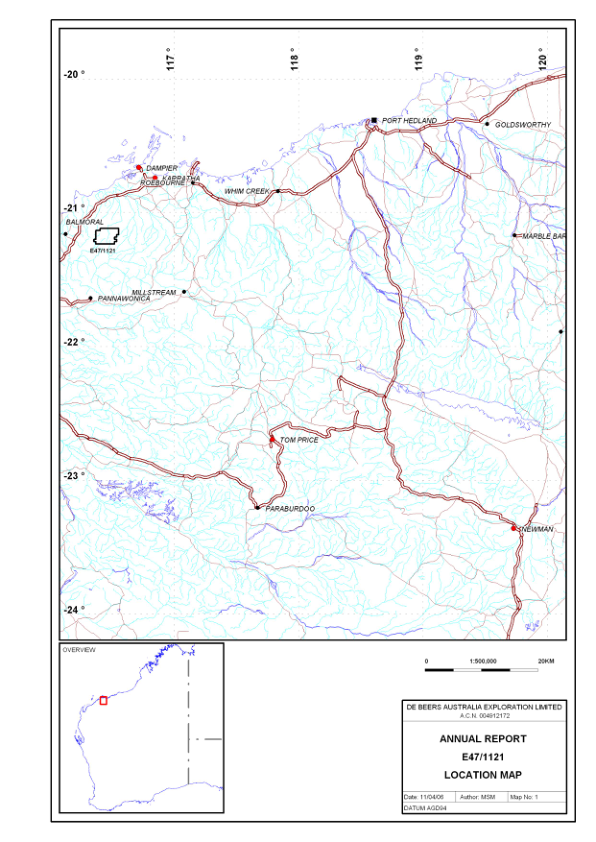 117 °
118 °
119 °
120 °
-20 °
PORT HEDLAND
GOLDSWORTHY
DAMPIER
KARRATHA
ROEBOURNE
WHIM CREEK
-21 °
BALMORAL
E47/1121
MARBLE BAR
MILLSTREAM
PANNAWONICA
-22 °
TOM PRICE
-23 °
PARABURDOO
NEWMAN
-24 °
OVERVIEW
0 1:500,000 20KM
DE BEERS AUSTRALIA EXPLORATION LIMITED
A.C.N. 004912172
ANNUAL REPORT
E47/1121
LOCATION MAP
Date: 11/04/06 Author: MSM Map No: 1
DATUM AGD94